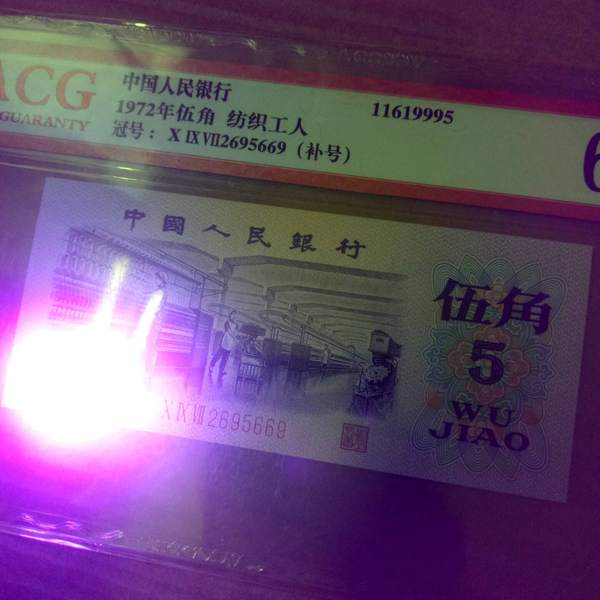 ACG
GUARANTY
中国人民银行
1972年伍角 纺织工人
冠号：X IX VII2695669（补号）
11619995
6
中國人民銀行
伍角
5
WU
JIAO
X IX VII 2695669